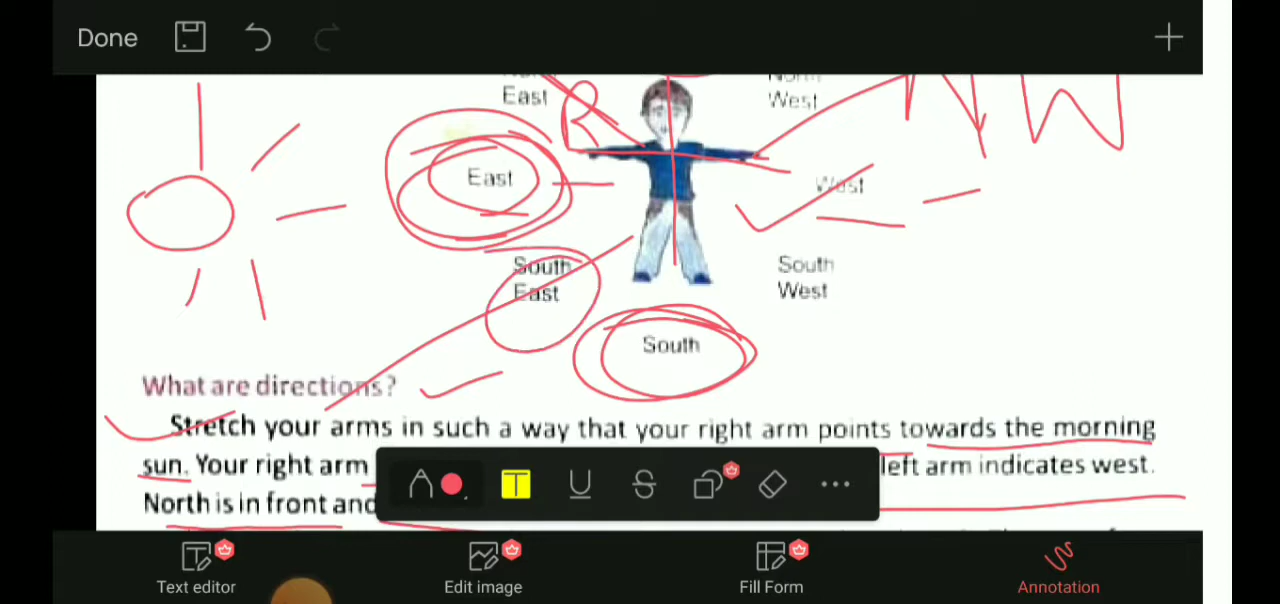 Done
North
East West
R N W
East West
South South
East West
South
What are directions?
Stretch your arms in such a way that your right arm points towards the morning
sun. Your right arm left arm indicates west.
North is in front and
T U S
Text editor Edit image Fill Form Annotation